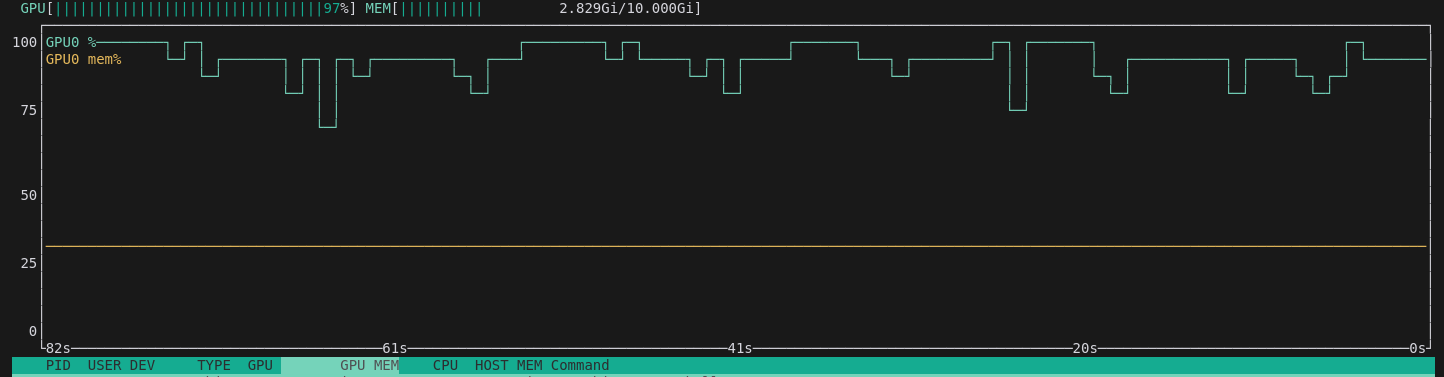 GPU[||||||||||||||||||||||||||||||||97%] MEM[|||||||||| 2.829Gi/10.000Gi]
100 GPU0 %
GPU0 mem%
75
50
25
0
82s 61s 41s 20s 0s
PID USER DEV TYPE GPU GPU MEM CPU HOST MEM Command